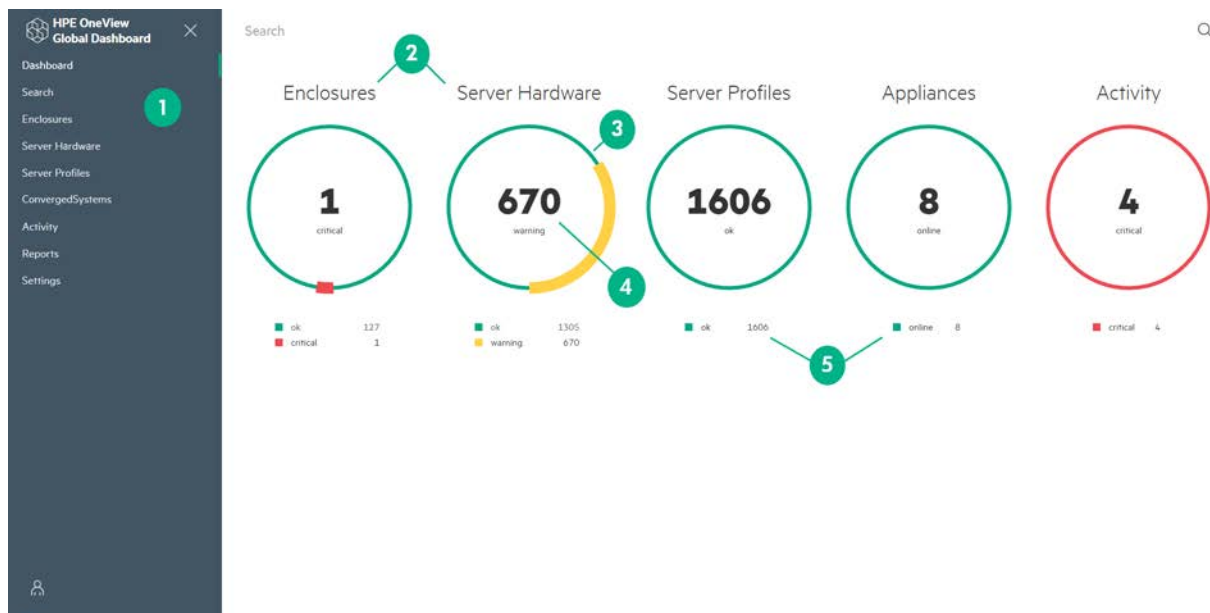 HPE OneView
Global Dashboard
Dashboard
Search
Enclosures
Server Hardware
Server Profiles
ConvergedSystems
Activity
Reports
Settings
1
Search
2
Enclosures
Server Hardware
Server Profiles
Appliances
Activity
3
1
critical
670
warning
1606
ok
8
online
4
critical
4
ok 127
critical 1
ok 1305
warning 670
ok 1606
online 8
critical 4
5